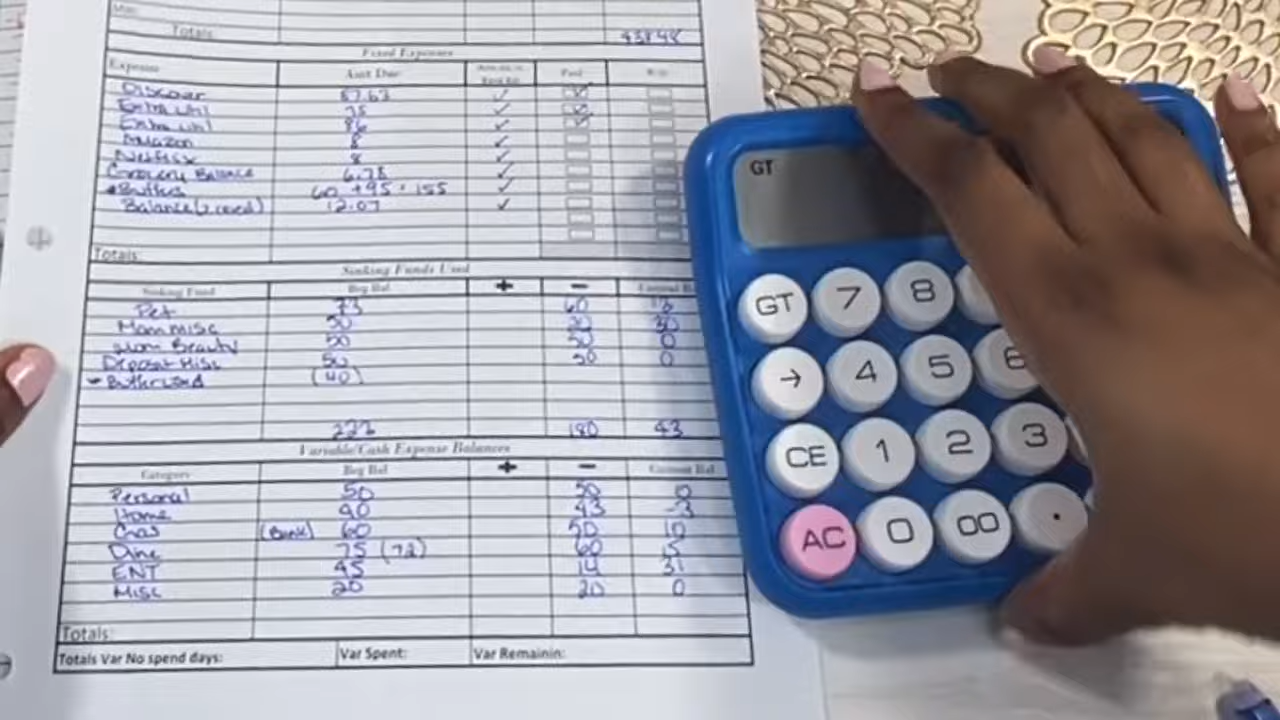 Totals
Fixed Expenses
Expense Amt Due Paid
Discover 87.63 ✓
Extra util 75 ✓
Extra util 86 ✓
Amazon 8 ✓
Netflix 8 ✓
Grocery Balance 6.78 ✓
60 +95 = 155 ✓
Balance 12.07 ✓
Totals:
Sinking Funds Used
Sinking Fund Beg Bal + −
Pet 73 60
Mom misc 50 20 30
Mom Beauty 50 50 0
Deposit Misc 50 50 0
(40)
223 180 43
Variable/Cash Expense Balances
Category Beg Bal + − Current Bal
Personal 50 50 0
Home 40 43 -3
Gas (Bank) 60 50 10
Dine 75 (72) 60 15
ENT 45 14 31
Misc 20 20 0
Totals:
Totals Var No spend days: Var Spent: Var Remainin:
GT
GT 7 8
→ 4 5 6
CE 1 2 3
AC 0 00 .